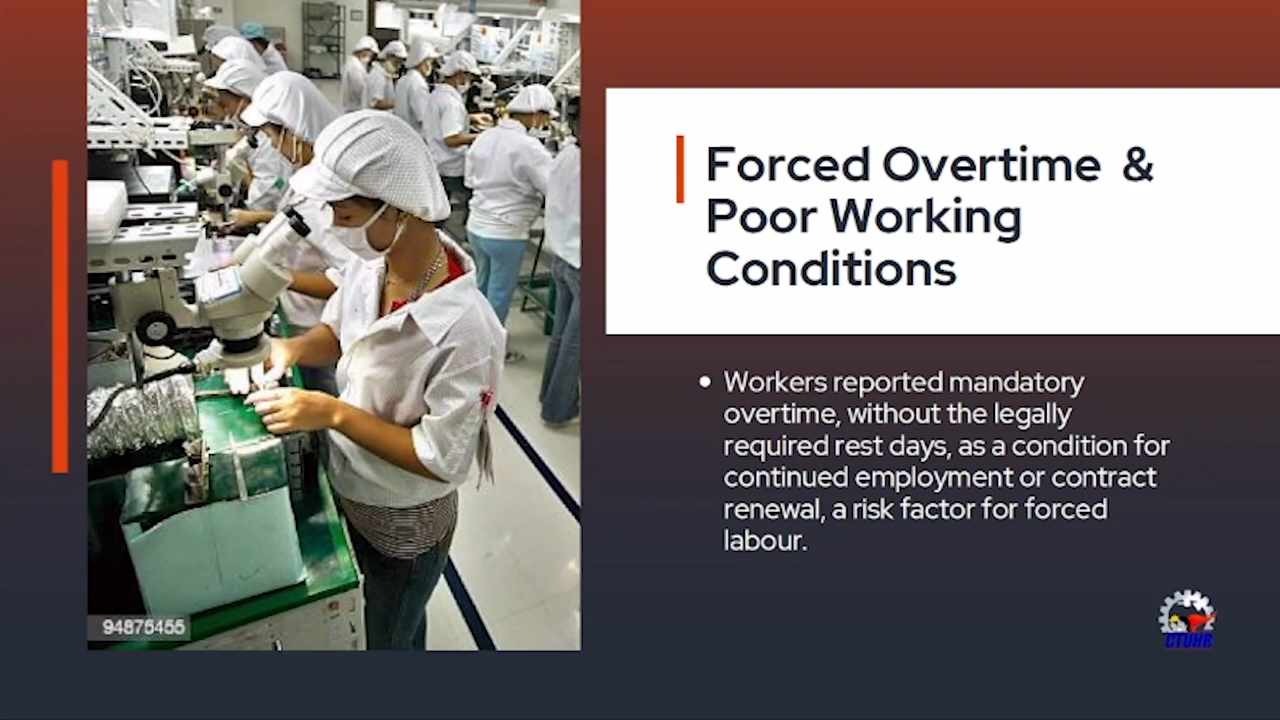 Forced Overtime &
Poor Working
Conditions
• Workers reported mandatory
overtime, without the legally
required rest days, as a condition for
continued employment or contract
renewal, a risk factor for forced
labour.
94875455
CTUHR